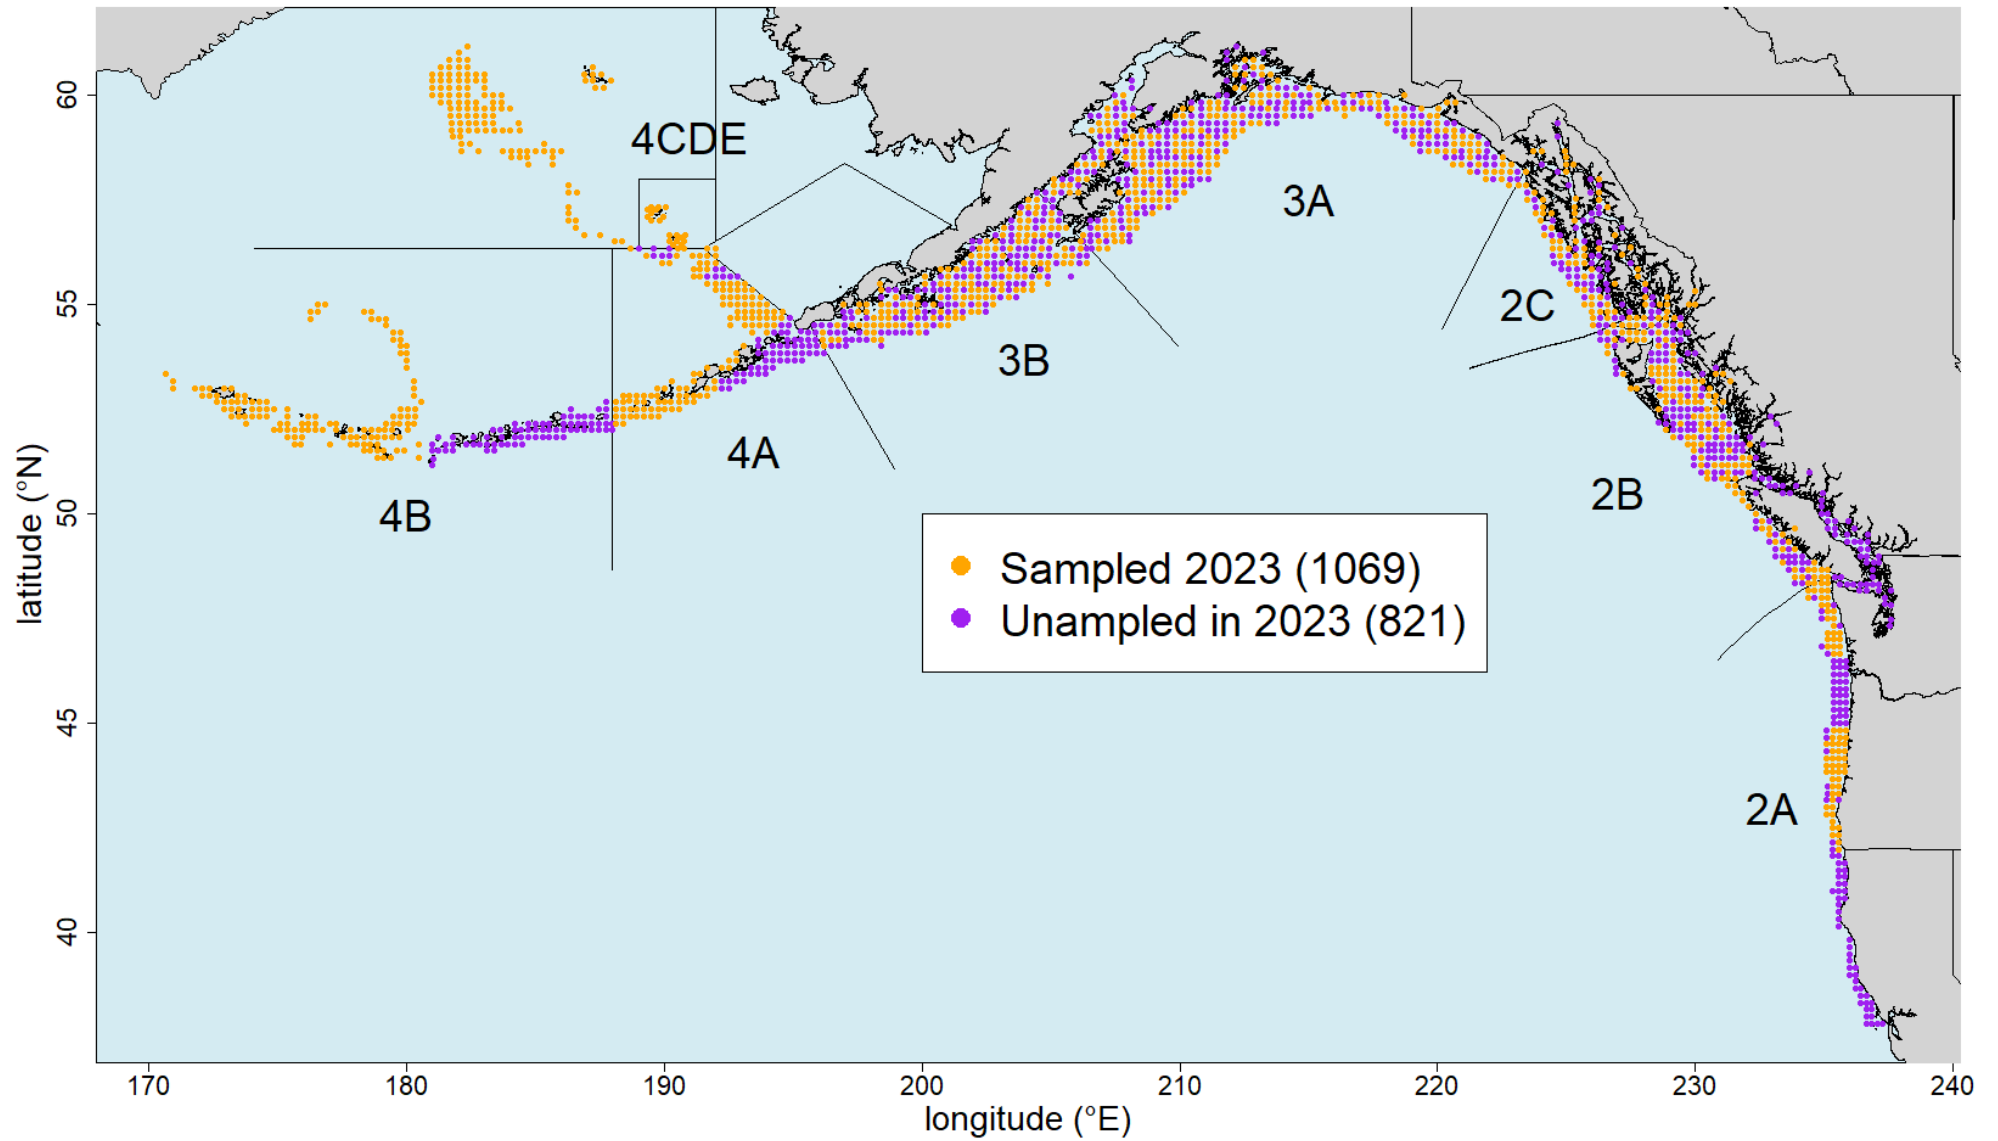 60
55
50
45
40
latitude (°N)
4CDE
3A
2C
3B
4A
2B
4B
2A
Sampled 2023 (1069)
Unampled in 2023 (821)
170
180
190
200
210
220
230
240
longitude (°E)